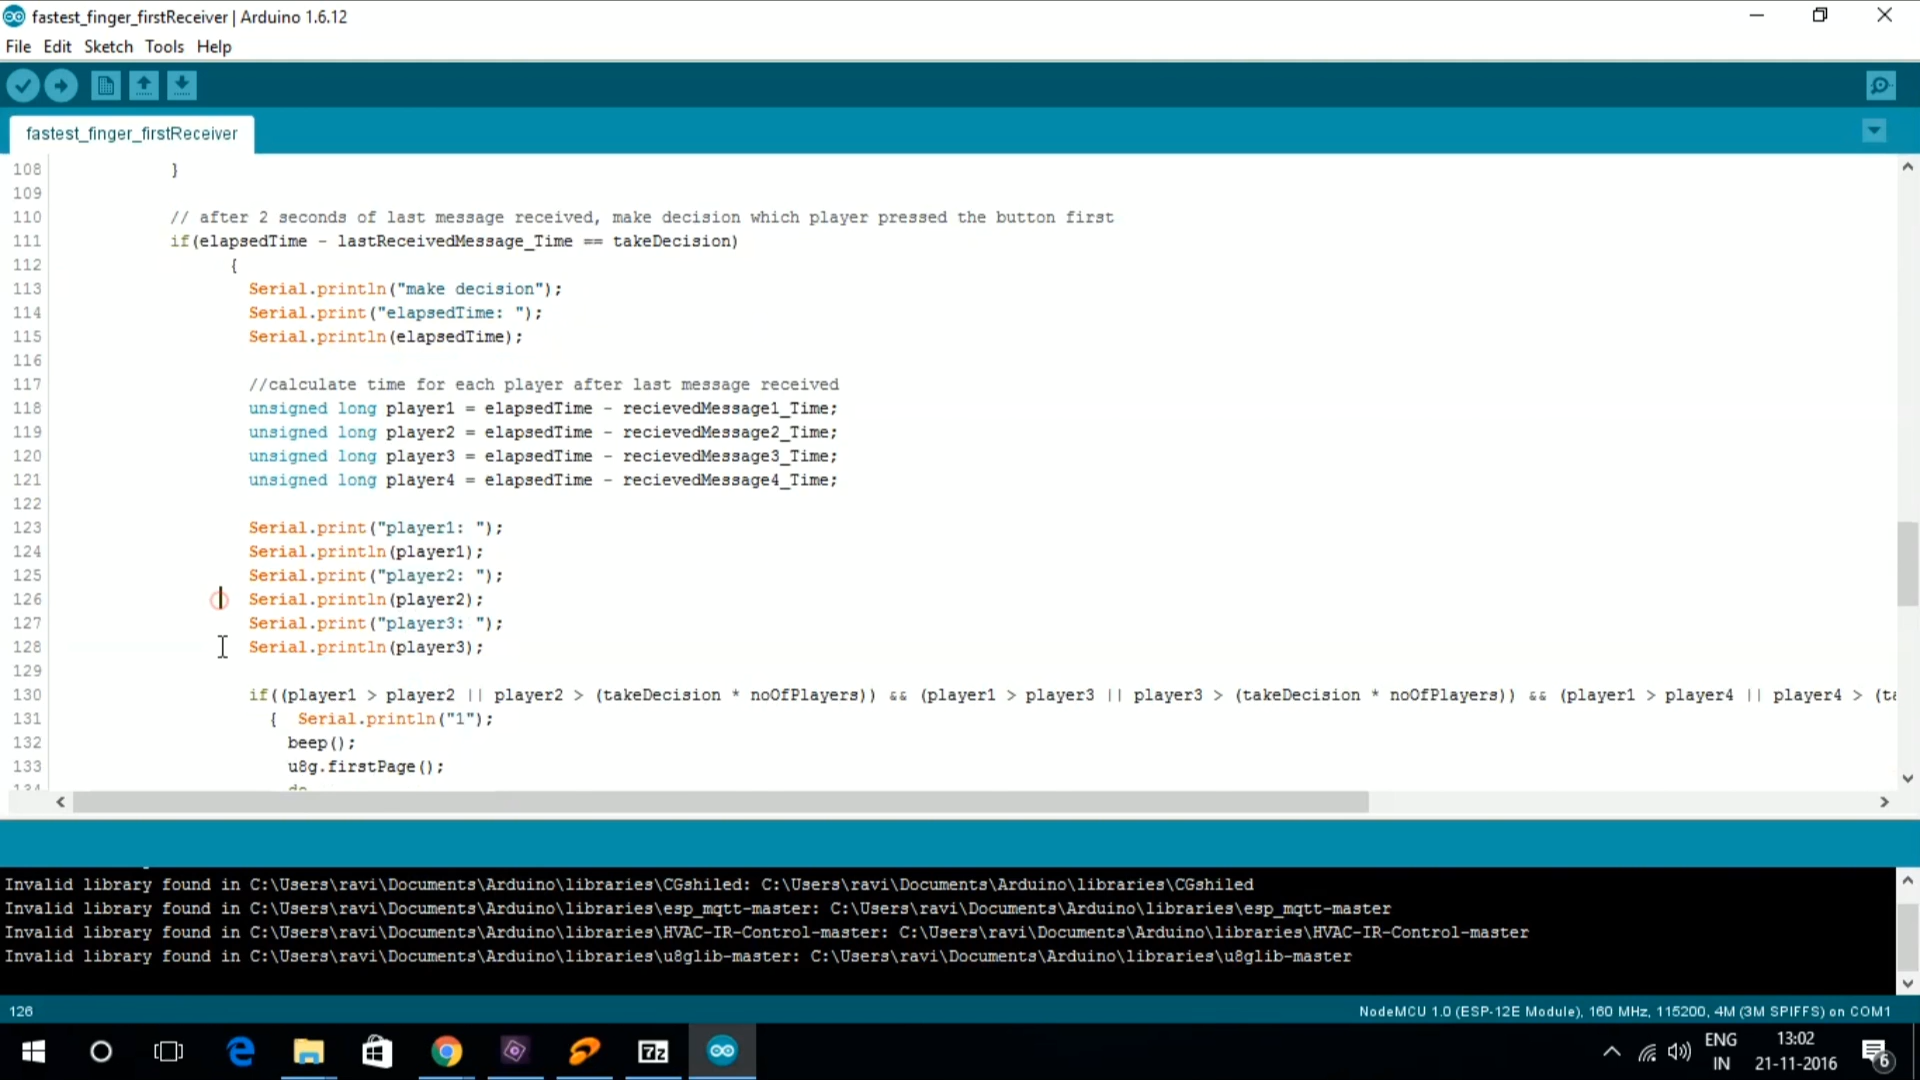 fastest_finger_firstReceiver | Arduino 1.6.12
File Edit Sketch Tools Help
fastest_finger_firstReceiver
108 }
109
110 // after 2 seconds of last message received, make decision which player pressed the button first
111 if(elapsedTime - lastReceivedMessage_Time == takeDecision)
112 {
113 Serial.println("make decision");
114 Serial.print("elapsedTime: ");
115 Serial.println(elapsedTime);
116
117 //calculate time for each player after last message received
118 unsigned long player1 = elapsedTime - recievedMessage1_Time;
119 unsigned long player2 = elapsedTime - recievedMessage2_Time;
120 unsigned long player3 = elapsedTime - recievedMessage3_Time;
121 unsigned long player4 = elapsedTime - recievedMessage4_Time;
122
123 Serial.print("player1: ");
124 Serial.println(player1);
125 Serial.print("player2: ");
126 Serial.println(player2);
127 Serial.print("player3: ");
128 Serial.println(player3);
129
130 if((player1 > player2 || player2 > (takeDecision * noOfPlayers)) && (player1 > player3 || player3 > (takeDecision * noOfPlayers)) && (player1 > player4 || player4 > (ta
131 { Serial.println("1");
132 beep();
133 u8g.firstPage();
134 do
Invalid library found in C:\Users\ravi\Documents\Arduino\libraries\CGshiled: C:\Users\ravi\Documents\Arduino\libraries\CGshiled
Invalid library found in C:\Users\ravi\Documents\Arduino\libraries\esp_mqtt-master: C:\Users\ravi\Documents\Arduino\libraries\esp_mqtt-master
Invalid library found in C:\Users\ravi\Documents\Arduino\libraries\HVAC-IR-Control-master: C:\Users\ravi\Documents\Arduino\libraries\HVAC-IR-Control-master
Invalid library found in C:\Users\ravi\Documents\Arduino\libraries\u8glib-master: C:\Users\ravi\Documents\Arduino\libraries\u8glib-master
126 NodeMCU 1.0 (ESP-12E Module), 160 MHz, 115200, 4M (3M SPIFFS) on COM1
7z
ENG 13:02
IN 21-11-2016 6